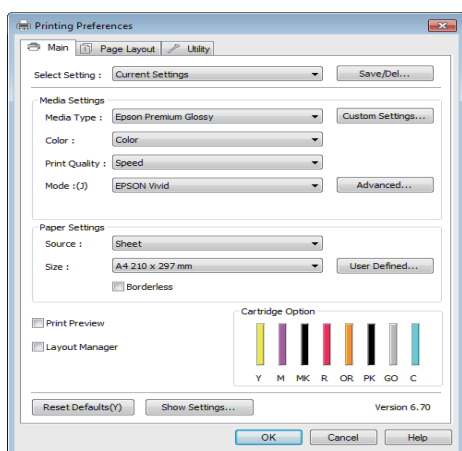 Printing Preferences
Main Page Layout Utility
Select Setting : Current Settings Save/Del...
Media Settings
Media Type : Epson Premium Glossy Custom Settings...
Color : Color
Print Quality : Speed
Mode :(J) EPSON Vivid Advanced...
Paper Settings
Source : Sheet
Size : A4 210 x 297 mm User Defined...
Borderless
Cartridge Option
Print Preview
Layout Manager
Y M MK R OR PK GO C
Reset Defaults(Y) Show Settings... Version 6.70
OK Cancel Help